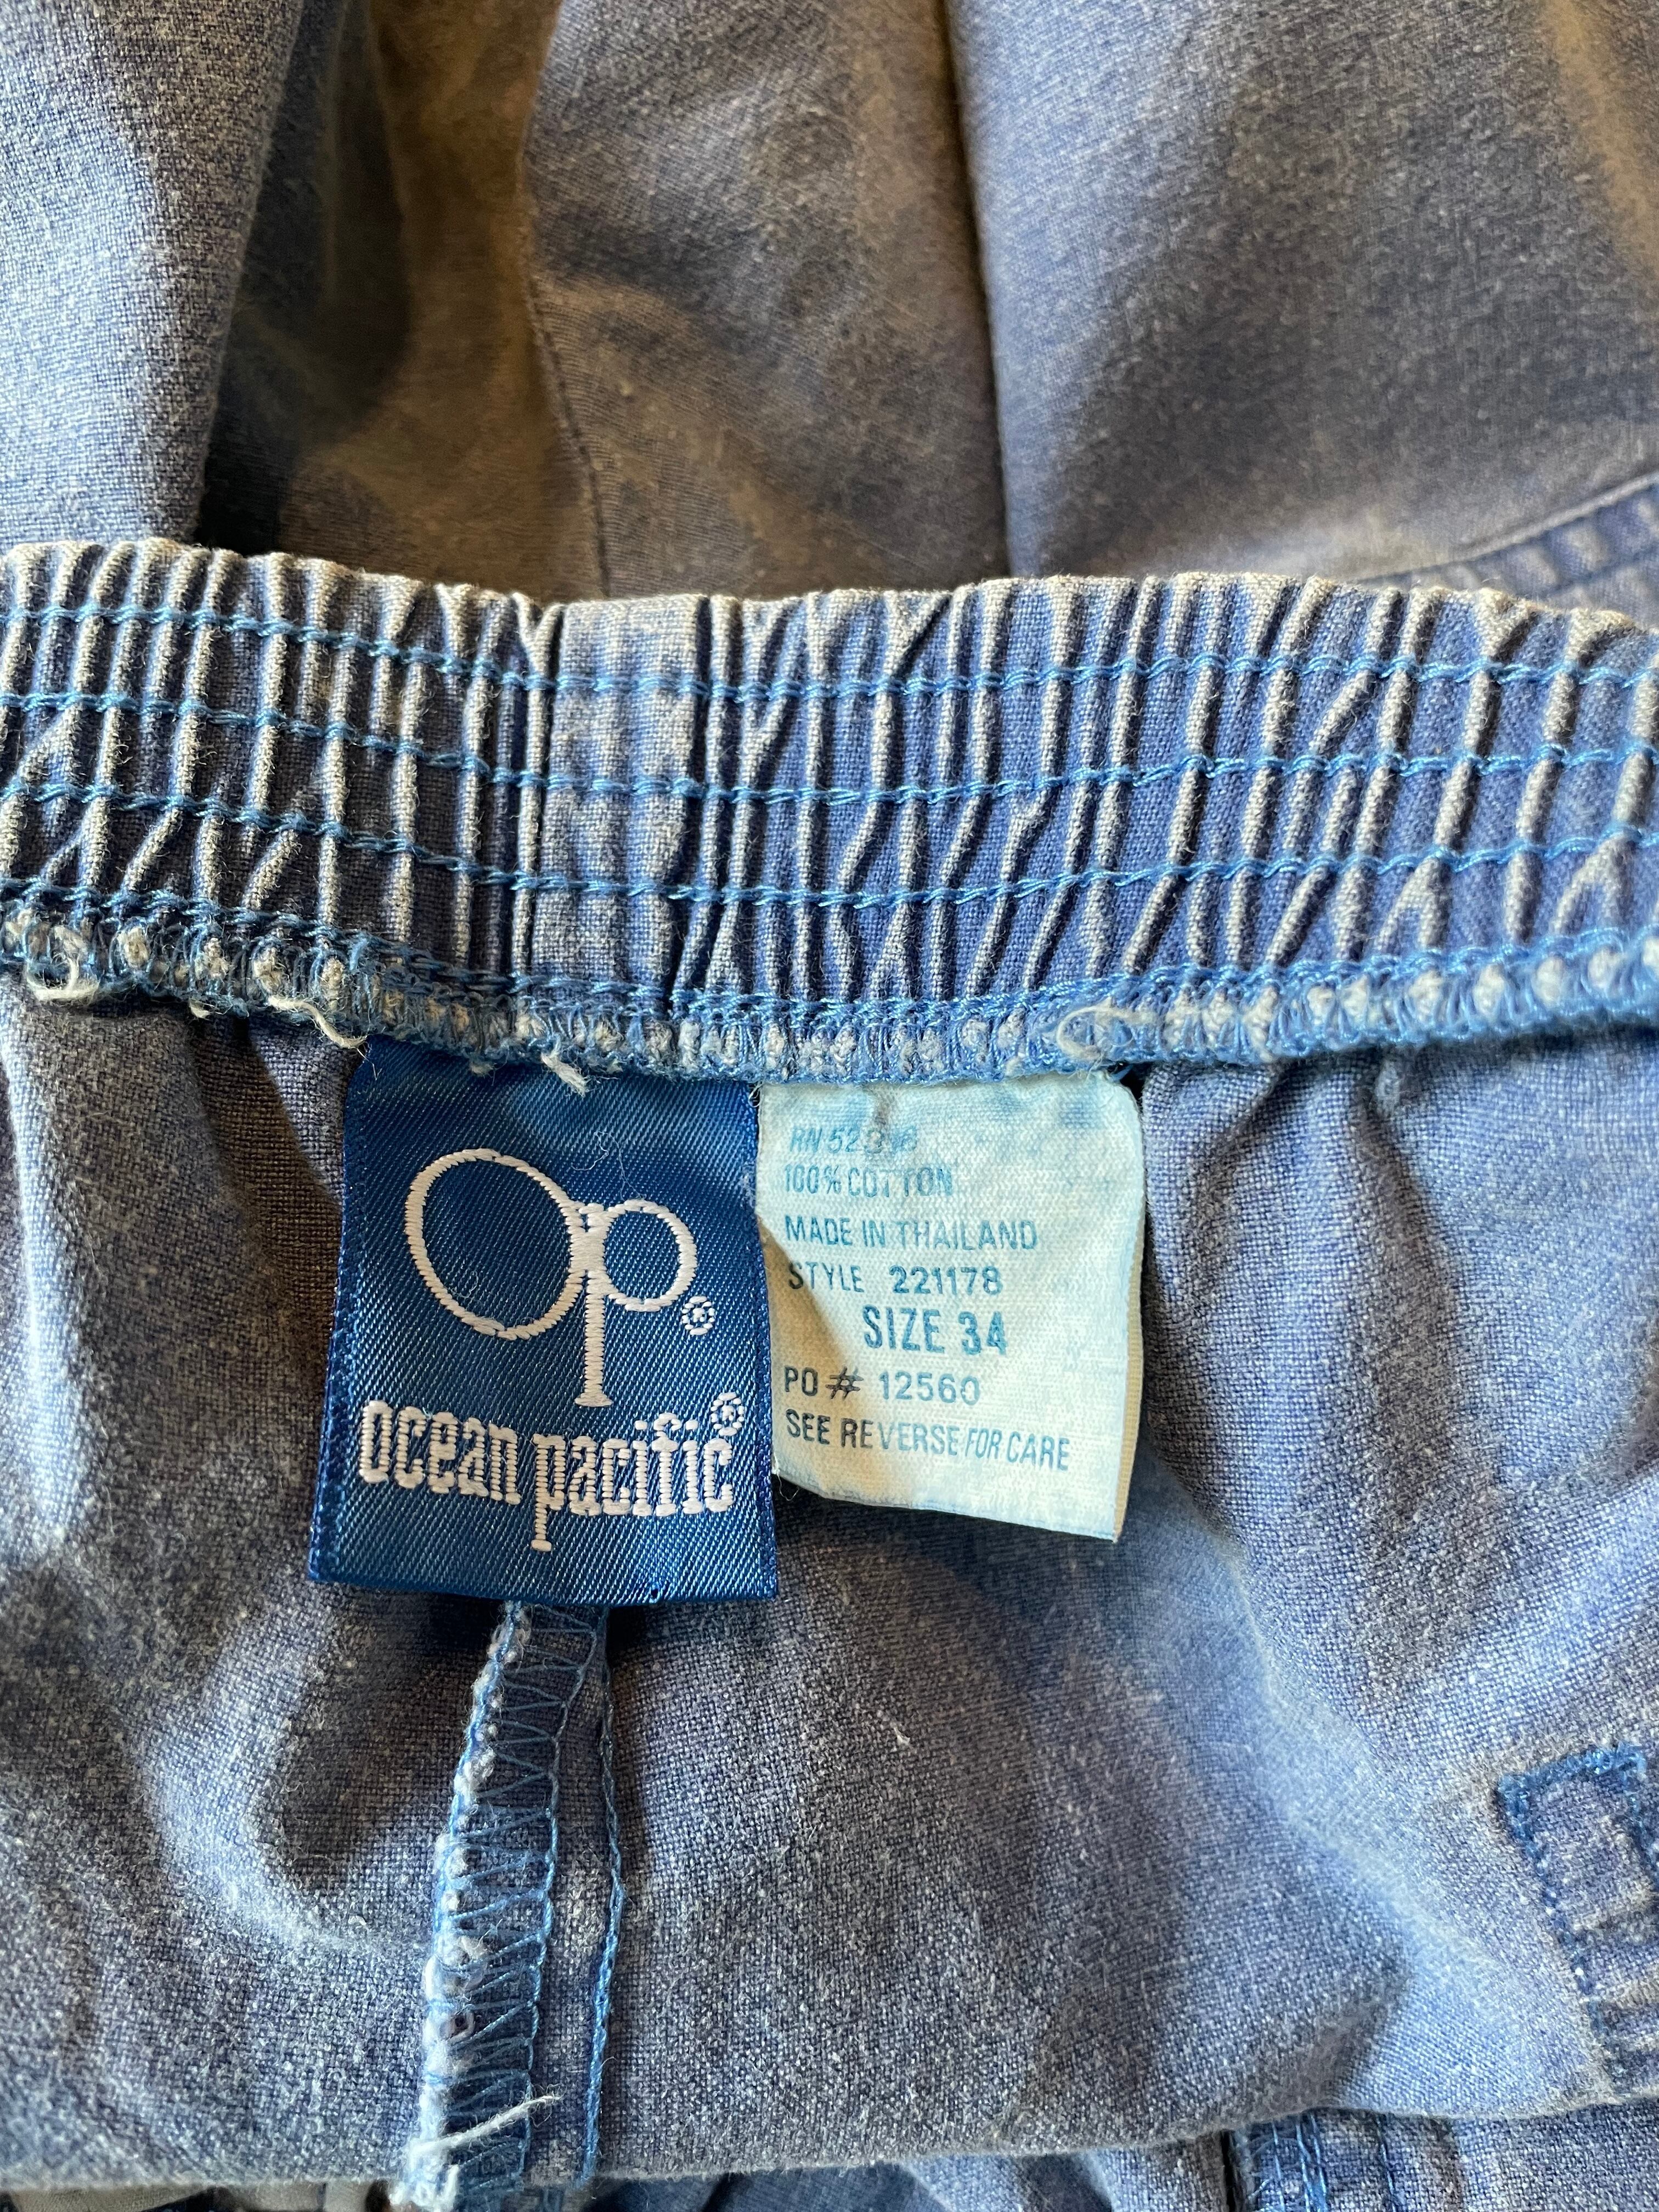 op®
ocean pacific®
100% COTTON
MADE IN THAILAND
STYLE 221178
SIZE 34
PO # 12560
SEE REVERSE FOR CARE